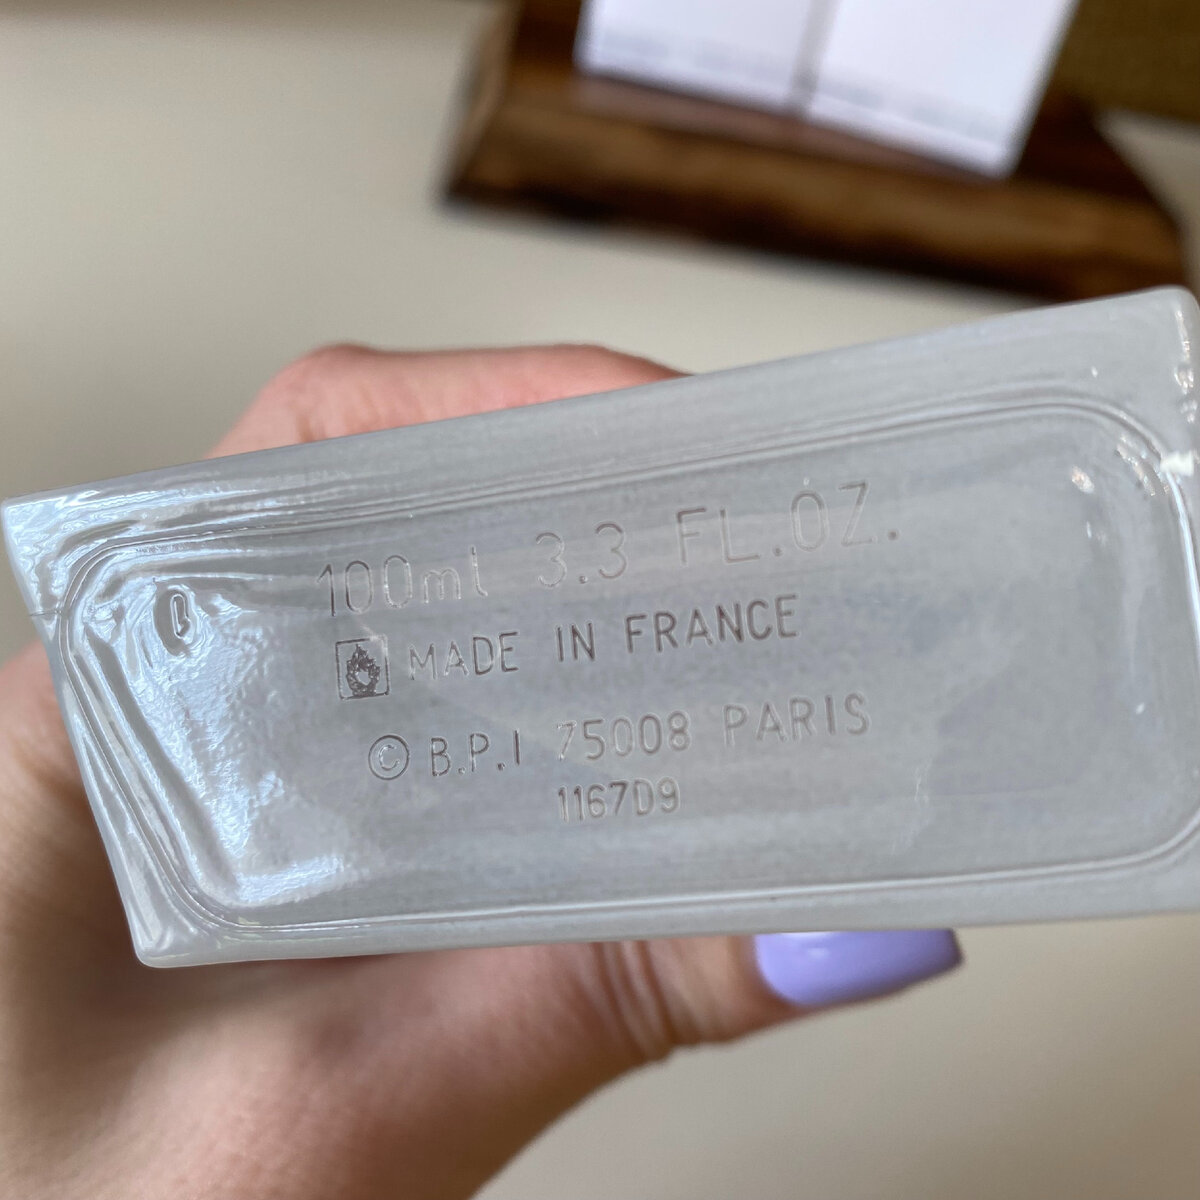 100ml 3.3 FL.OZ.
MADE IN FRANCE
© B.P.I 75008 PARIS
1167D9